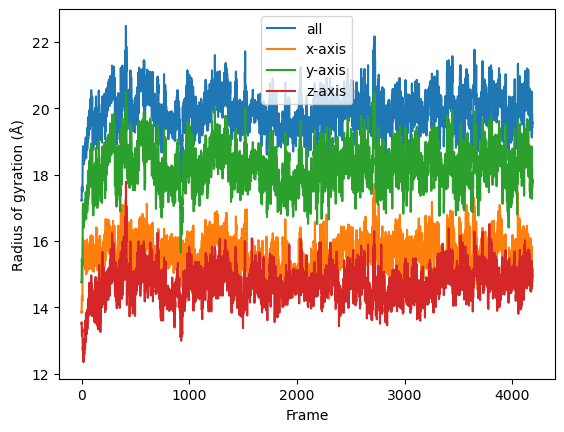 all
x-axis
y-axis
z-axis
22
20
18
16
14
12
Radius of gyration (Å)
0
1000
2000
3000
4000
Frame